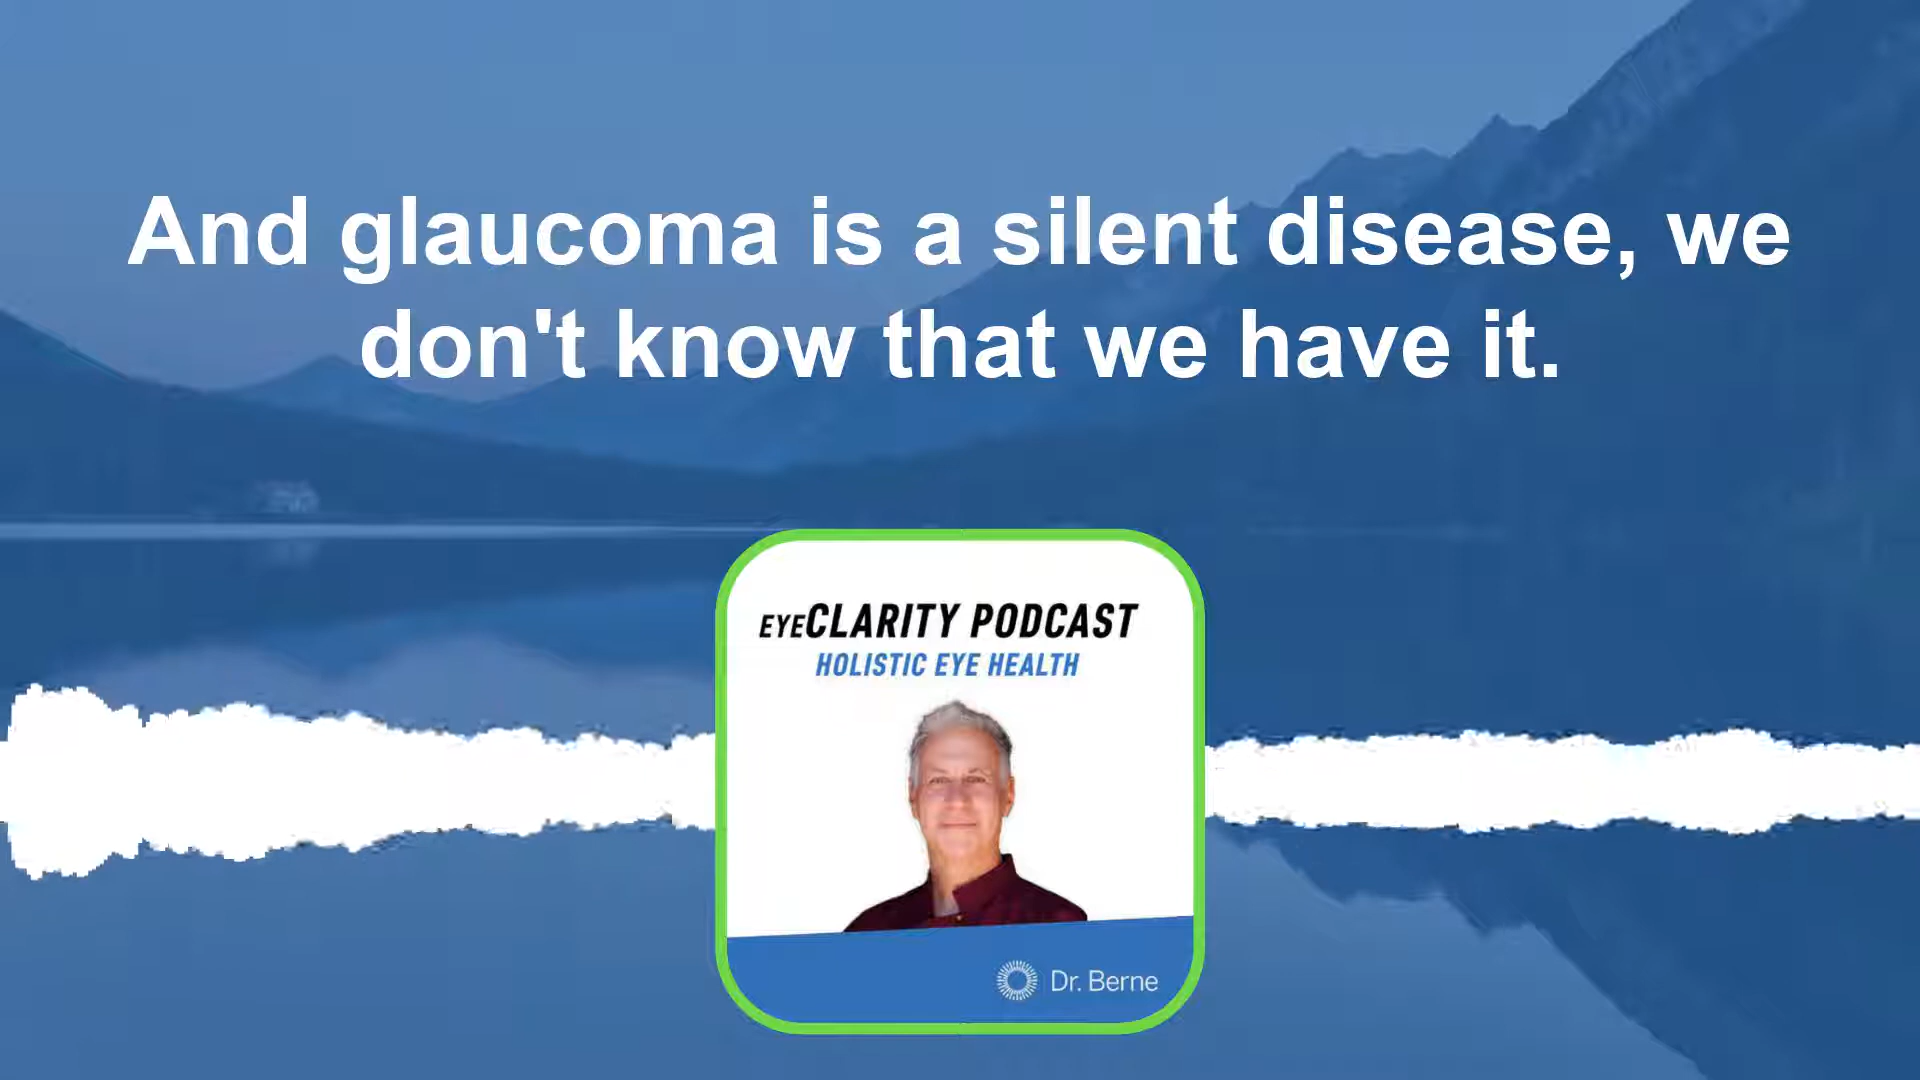 And glaucoma is a silent disease, we
don't know that we have it.
EYECLARITY PODCAST
HOLISTIC EYE HEALTH
Dr. Berne